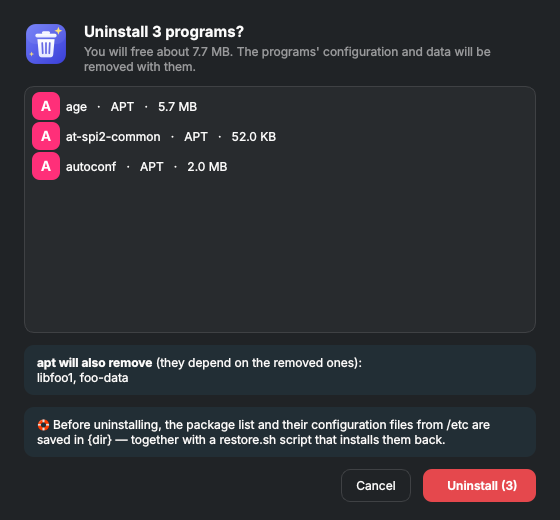 Uninstall 3 programs?
You will free about 7.7 MB. The programs' configuration and data will be
removed with them.
A age · APT · 5.7 MB
A at-spi2-common · APT · 52.0 KB
A autoconf · APT · 2.0 MB
apt will also remove (they depend on the removed ones):
libfoo1, foo-data
🛟 Before uninstalling, the package list and their configuration files from /etc are
saved in {dir} — together with a restore.sh script that installs them back.
Cancel Uninstall (3)